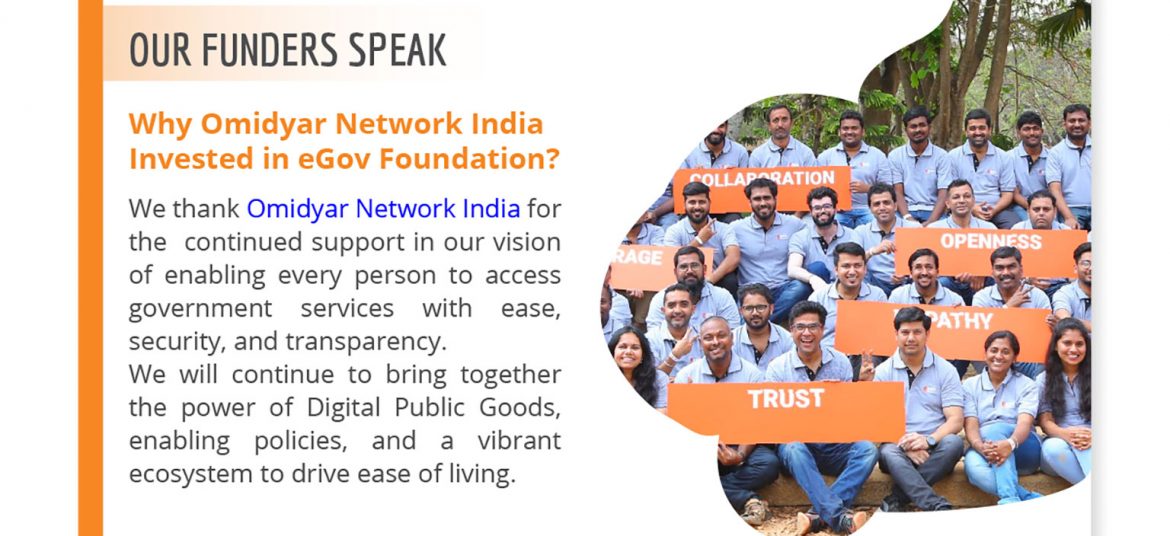 OUR FUNDERS SPEAK
Why Omidyar Network India
Invested in eGov Foundation?
We thank Omidyar Network India for
the continued support in our vision
of enabling every person to access
government services with ease,
security, and transparency.
We will continue to bring together
the power of Digital Public Goods,
enabling policies, and a vibrant
ecosystem to drive ease of living.
COLLABORATION
OPENNESS
RAGE
PATHY
TRUST